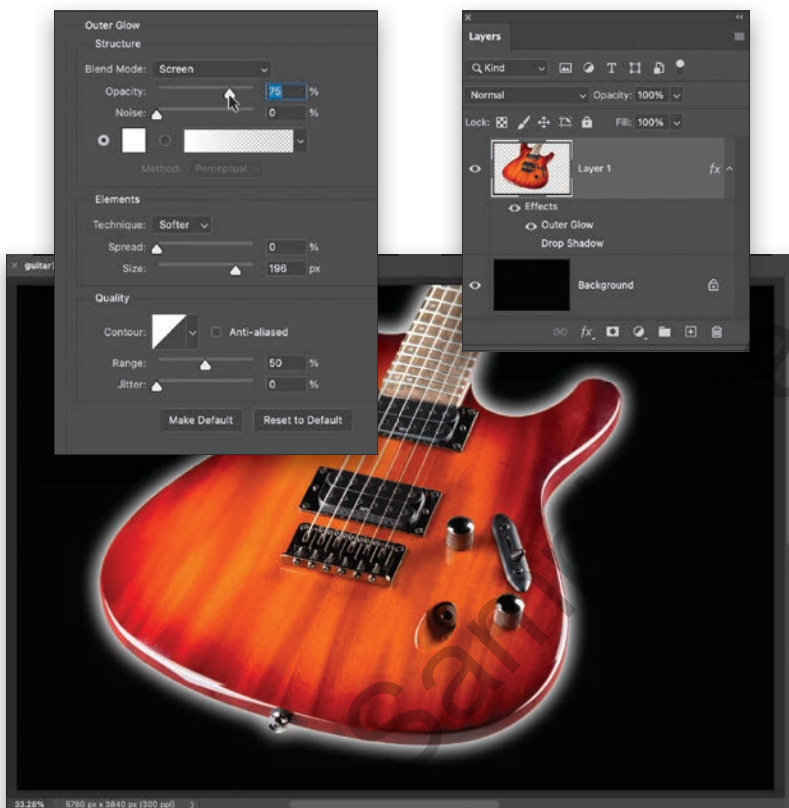 Outer Glow
Structure
Blend Mode: Screen
Opacity: 75 %
Noise: 0 %
Method: Perceptual
Elements
Technique: Softer
Spread: 0 %
Size: 196 px
Quality
Contour: Anti-aliased
Range: 50 %
Jitter: 0 %
Make Default Reset to Default
Layers
Kind
Normal Opacity: 100%
Lock: Fill: 100%
Layer 1 fx
Effects
Outer Glow
Drop Shadow
Background
fx
guitar
33.28% 5760 px x 3840 px (300 ppi)
Sample